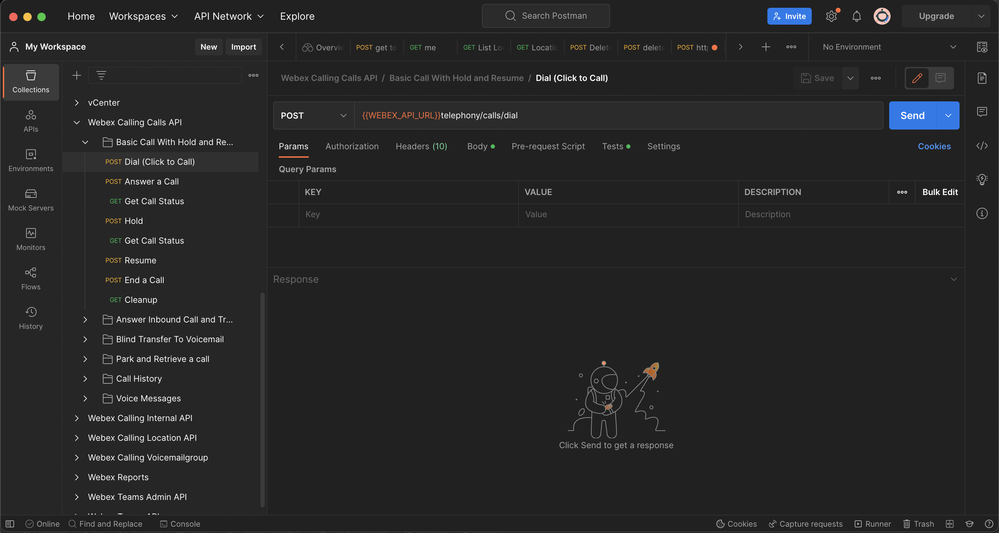 Home Workspaces API Network Explore Search Postman Invite Upgrade
My Workspace New Import
Overvie POST get to GET me GET List Lo GET Locatic POST Delete POST delete POST htt No Environment
Collections
APIs
Environments
Mock Servers
Monitors
Flows
History
vCenter
Webex Calling Calls API
Basic Call With Hold and Re...
POST Dial (Click to Call)
POST Answer a Call
GET Get Call Status
POST Hold
GET Get Call Status
POST Resume
POST End a Call
GET Cleanup
Answer Inbound Call and Tr...
Blind Transfer To Voicemail
Park and Retrieve a call
Call History
Voice Messages
Webex Calling Internal API
Webex Calling Location API
Webex Calling Voicemailgroup
Webex Reports
Webex Teams Admin API
Webex Calling Calls API / Basic Call With Hold and Resume / Dial (Click to Call) Save
POST {{WEBEX_API_URL}}telephony/calls/dial Send
Params Authorization Headers (10) Body Pre-request Script Tests Settings Cookies
Query Params
KEY VALUE DESCRIPTION Bulk Edit
Key Value Description
Response
Click Send to get a response
Online Find and Replace Console Cookies Capture requests Runner Trash